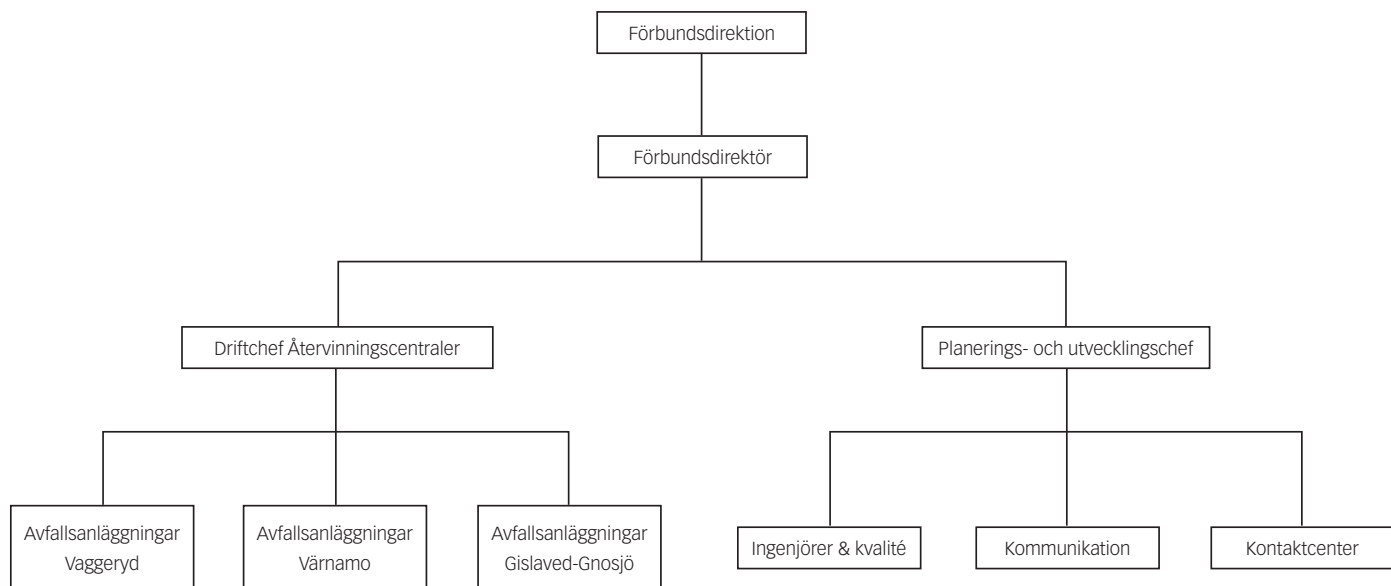 Förbundsdirektion
Förbundsdirektör
Driftchef Återvinningscentraler
Planerings- och utvecklingschef
Avfallsanläggningar
Vaggeryd
Avfallsanläggningar
Värnamo
Avfallsanläggningar
Gislaved-Gnosjö
Ingenjörer & kvalité
Kommunikation
Kontaktcenter